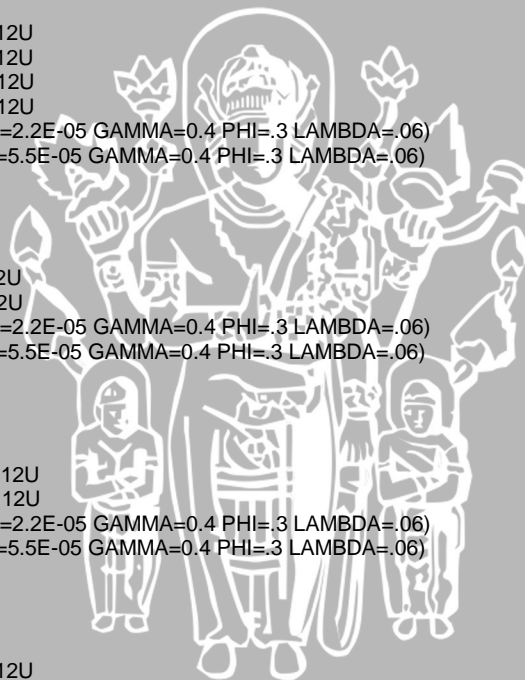 12U
12U
12U
12U
=2.2E-05 GAMMA=0.4 PHI=.3 LAMBDA=.06)
=5.5E-05 GAMMA=0.4 PHI=.3 LAMBDA=.06)
2U
2U
=2.2E-05 GAMMA=0.4 PHI=.3 LAMBDA=.06)
=5.5E-05 GAMMA=0.4 PHI=.3 LAMBDA=.06)
12U
12U
=2.2E-05 GAMMA=0.4 PHI=.3 LAMBDA=.06)
=5.5E-05 GAMMA=0.4 PHI=.3 LAMBDA=.06)
12U